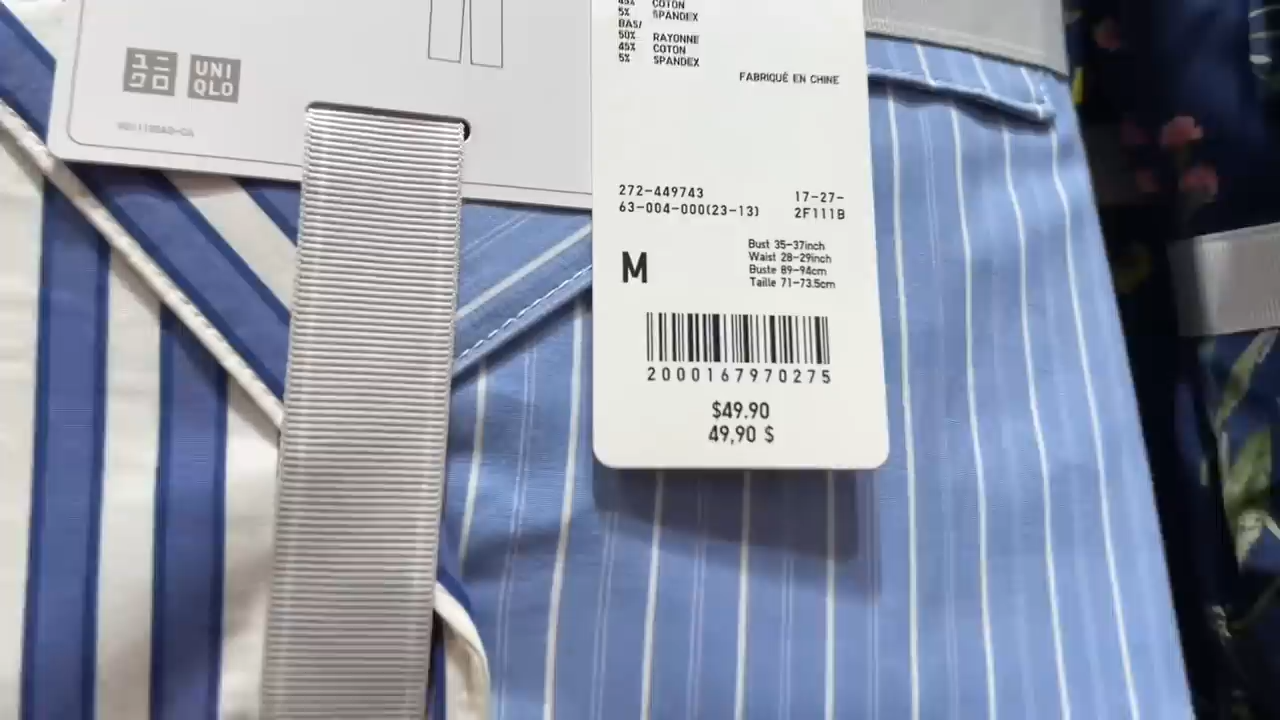 ユニ
クロ
UNI
QLO
45% COTON
5% SPANDEX
BAS/
50% RAYONNE
45% COTON
5% SPANDEX
FABRIQUÉ EN CHINE
272-449743 17-27-
63-004-000(23-13) 2F111B
M
Bust 35-37inch
Waist 28-29inch
Buste 89-94cm
Taille 71-73.5cm
2000167970275
$49.90
49,90 $